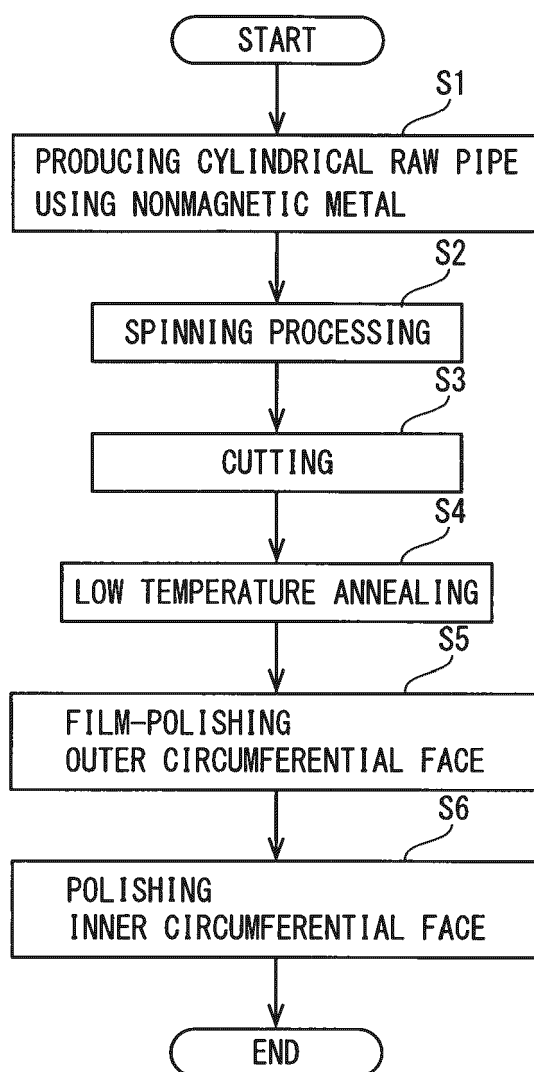 START
S1
PRODUCING CYLINDRICAL RAW PIPE
USING NONMAGNETIC METAL
S2
SPINNING PROCESSING
S3
CUTTING
S4
LOW TEMPERATURE ANNEALING
S5
FILM-POLISHING
OUTER CIRCUMFERENTIAL FACE
S6
POLISHING
INNER CIRCUMFERENTIAL FACE
END